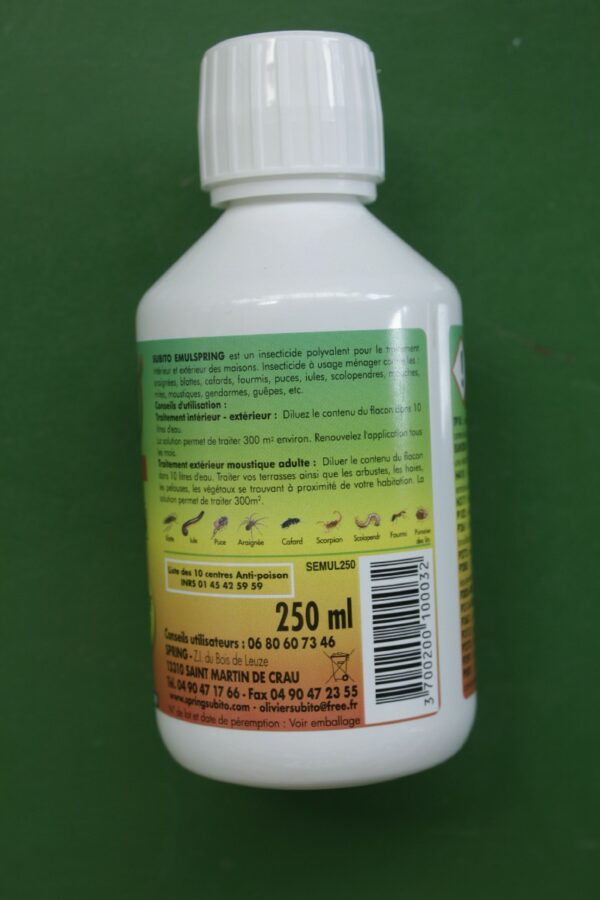 SUBITO EMULSPRING est un insecticide polyvalent pour le traitement
intérieur et extérieur des maisons. Insecticide à usage ménager contre les :
araignées, blattes, cafards, fourmis, puces, iules, scolopendres, mouches,
mites, moustiques, gendarmes, guêpes, etc.
Conseils d'utilisation :
Traitement intérieur - extérieur : Diluez le contenu du flacon dans 10
litres d'eau.
La solution permet de traiter 300 m² environ. Renouvelez l'application tous
les mois.
Traitement extérieur moustique adulte : Diluer le contenu du flacon
dans 10 litres d'eau. Traiter vos terrasses ainsi que les arbustes, les haies,
les pelouses, les végétaux se trouvant à proximité de votre habitation. La
solution permet de traiter 300m².
Iule Puce Araignée Cafard Scorpion Scolopendr Fourmi Punaise
des lits
Liste des 10 centres Anti-poison
INRS 01 45 42 59 59
SEMUL250
250 ml
Conseils utilisateurs : 06 80 60 73 46
SPRING - Z.I. du Bois de Leuze
13310 SAINT MARTIN DE CRAU
Tél. 04 90 47 17 66 - Fax 04 90 47 23 55
www.springsubito.com - oliviersubito@free.fr
N° de lot et date de péremption : Voir emballage
3 700200 100032